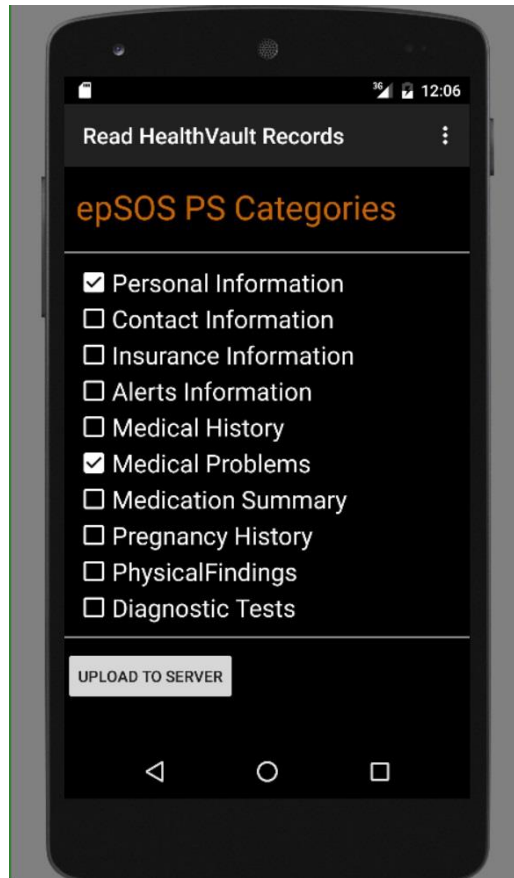 3G 12:06
Read HealthVault Records
epSOS PS Categories
Personal Information
Contact Information
Insurance Information
Alerts Information
Medical History
Medical Problems
Medication Summary
Pregnancy History
PhysicalFindings
Diagnostic Tests
UPLOAD TO SERVER